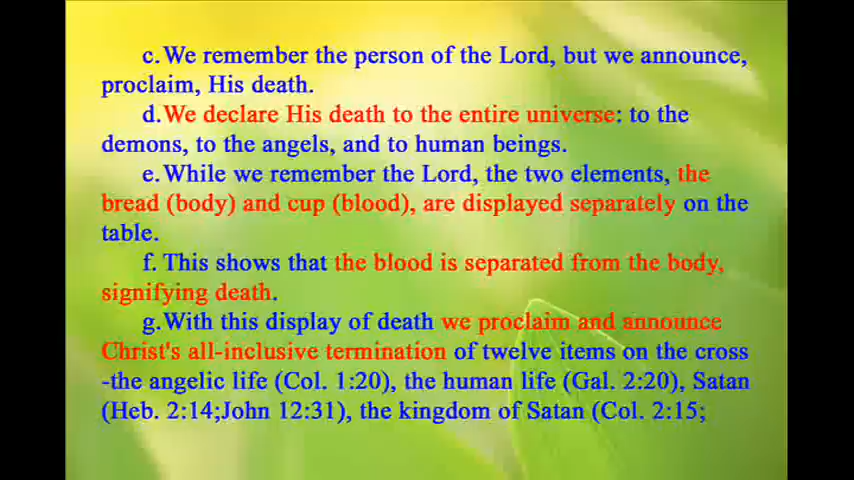 c. We remember the person of the Lord, but we announce,
proclaim, His death.
d. We declare His death to the entire universe: to the
demons, to the angels, and to human beings.
e. While we remember the Lord, the two elements, the
bread (body) and cup (blood), are displayed separately on the
table.
f. This shows that the blood is separated from the body,
signifying death.
g. With this display of death we proclaim and announce
Christ's all-inclusive termination of twelve items on the cross
-the angelic life (Col. 1:20), the human life (Gal. 2:20), Satan
(Heb. 2:14;John 12:31), the kingdom of Satan (Col. 2:15;